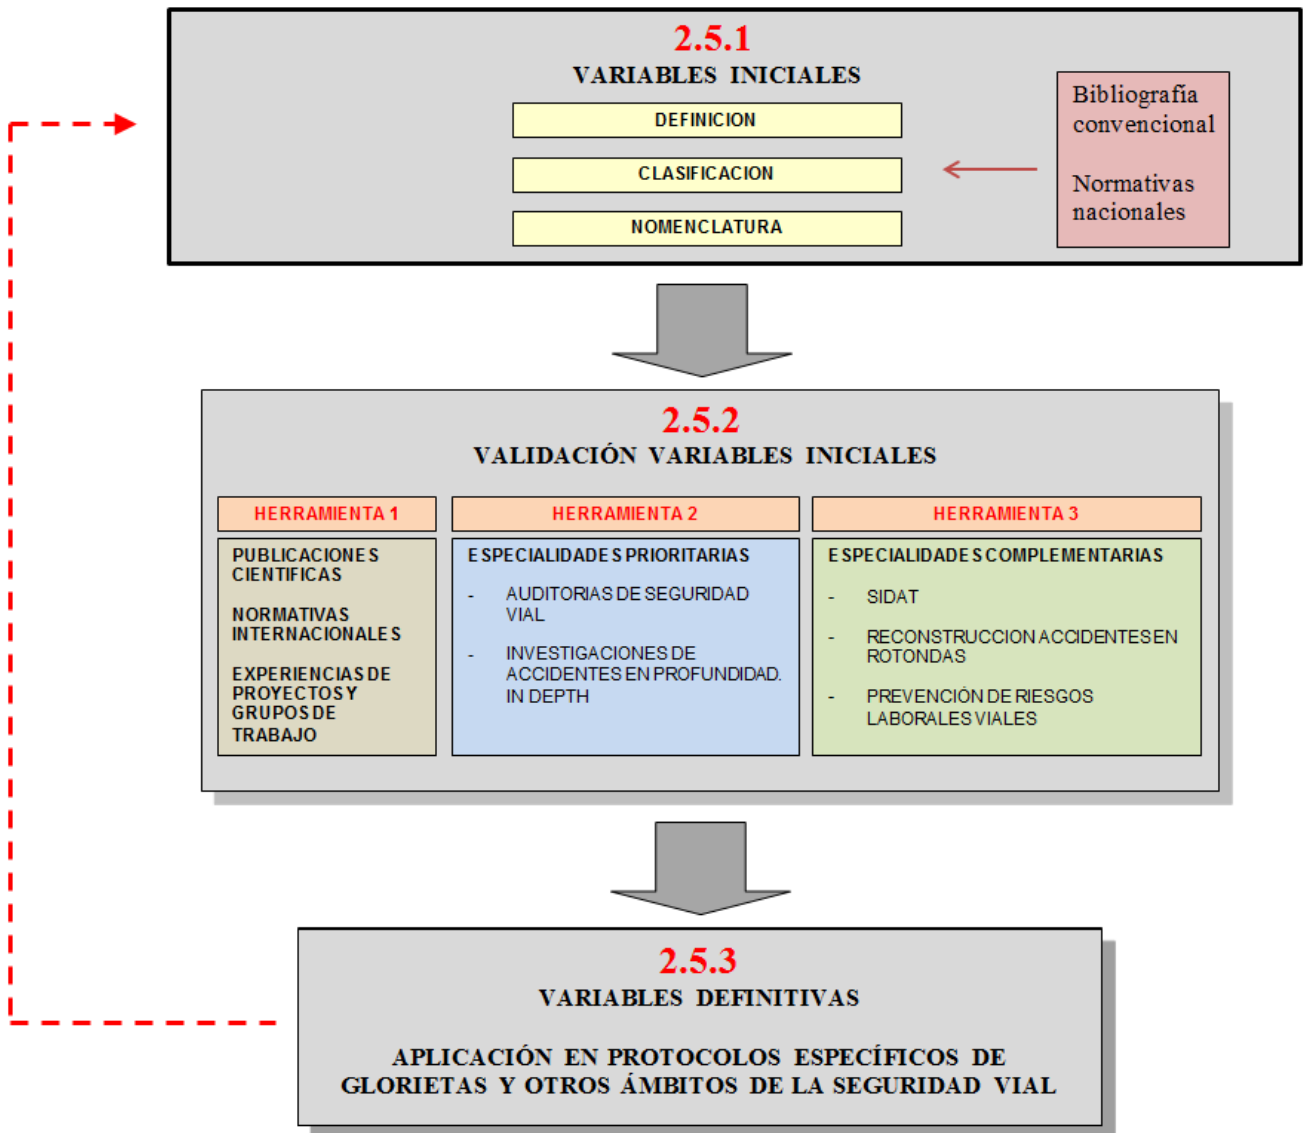 2.5.1
VARIABLES INICIALES
DEFINICION
CLASIFICACION
NOMENCLATURA
Bibliografía
convencional
Normativas
nacionales
2.5.2
VALIDACIÓN VARIABLES INICIALES
HERRAMIENTA 1
PUBLICACIONES
CIENTIFICAS
NORMATIVAS
INTERNACIONALES
EXPERIENCIAS DE
PROYECTOS Y
GRUPOS DE
TRABAJO
HERRAMIENTA 2
ESPECIALIDADES PRIORITARIAS
- AUDITORIAS DE SEGURIDAD
VIAL
- INVESTIGACIONES DE
ACCIDENTES EN PROFUNDIDAD.
IN DEPTH
HERRAMIENTA 3
ESPECIALIDADES COMPLEMENTARIAS
- SIDAT
- RECONSTRUCCION ACCIDENTES EN
ROTONDAS
- PREVENCIÓN DE RIESGOS
LABORALES VIALES
2.5.3
VARIABLES DEFINITIVAS
APLICACIÓN EN PROTOCOLOS ESPECÍFICOS DE
GLORIETAS Y OTROS ÁMBITOS DE LA SEGURIDAD VIAL